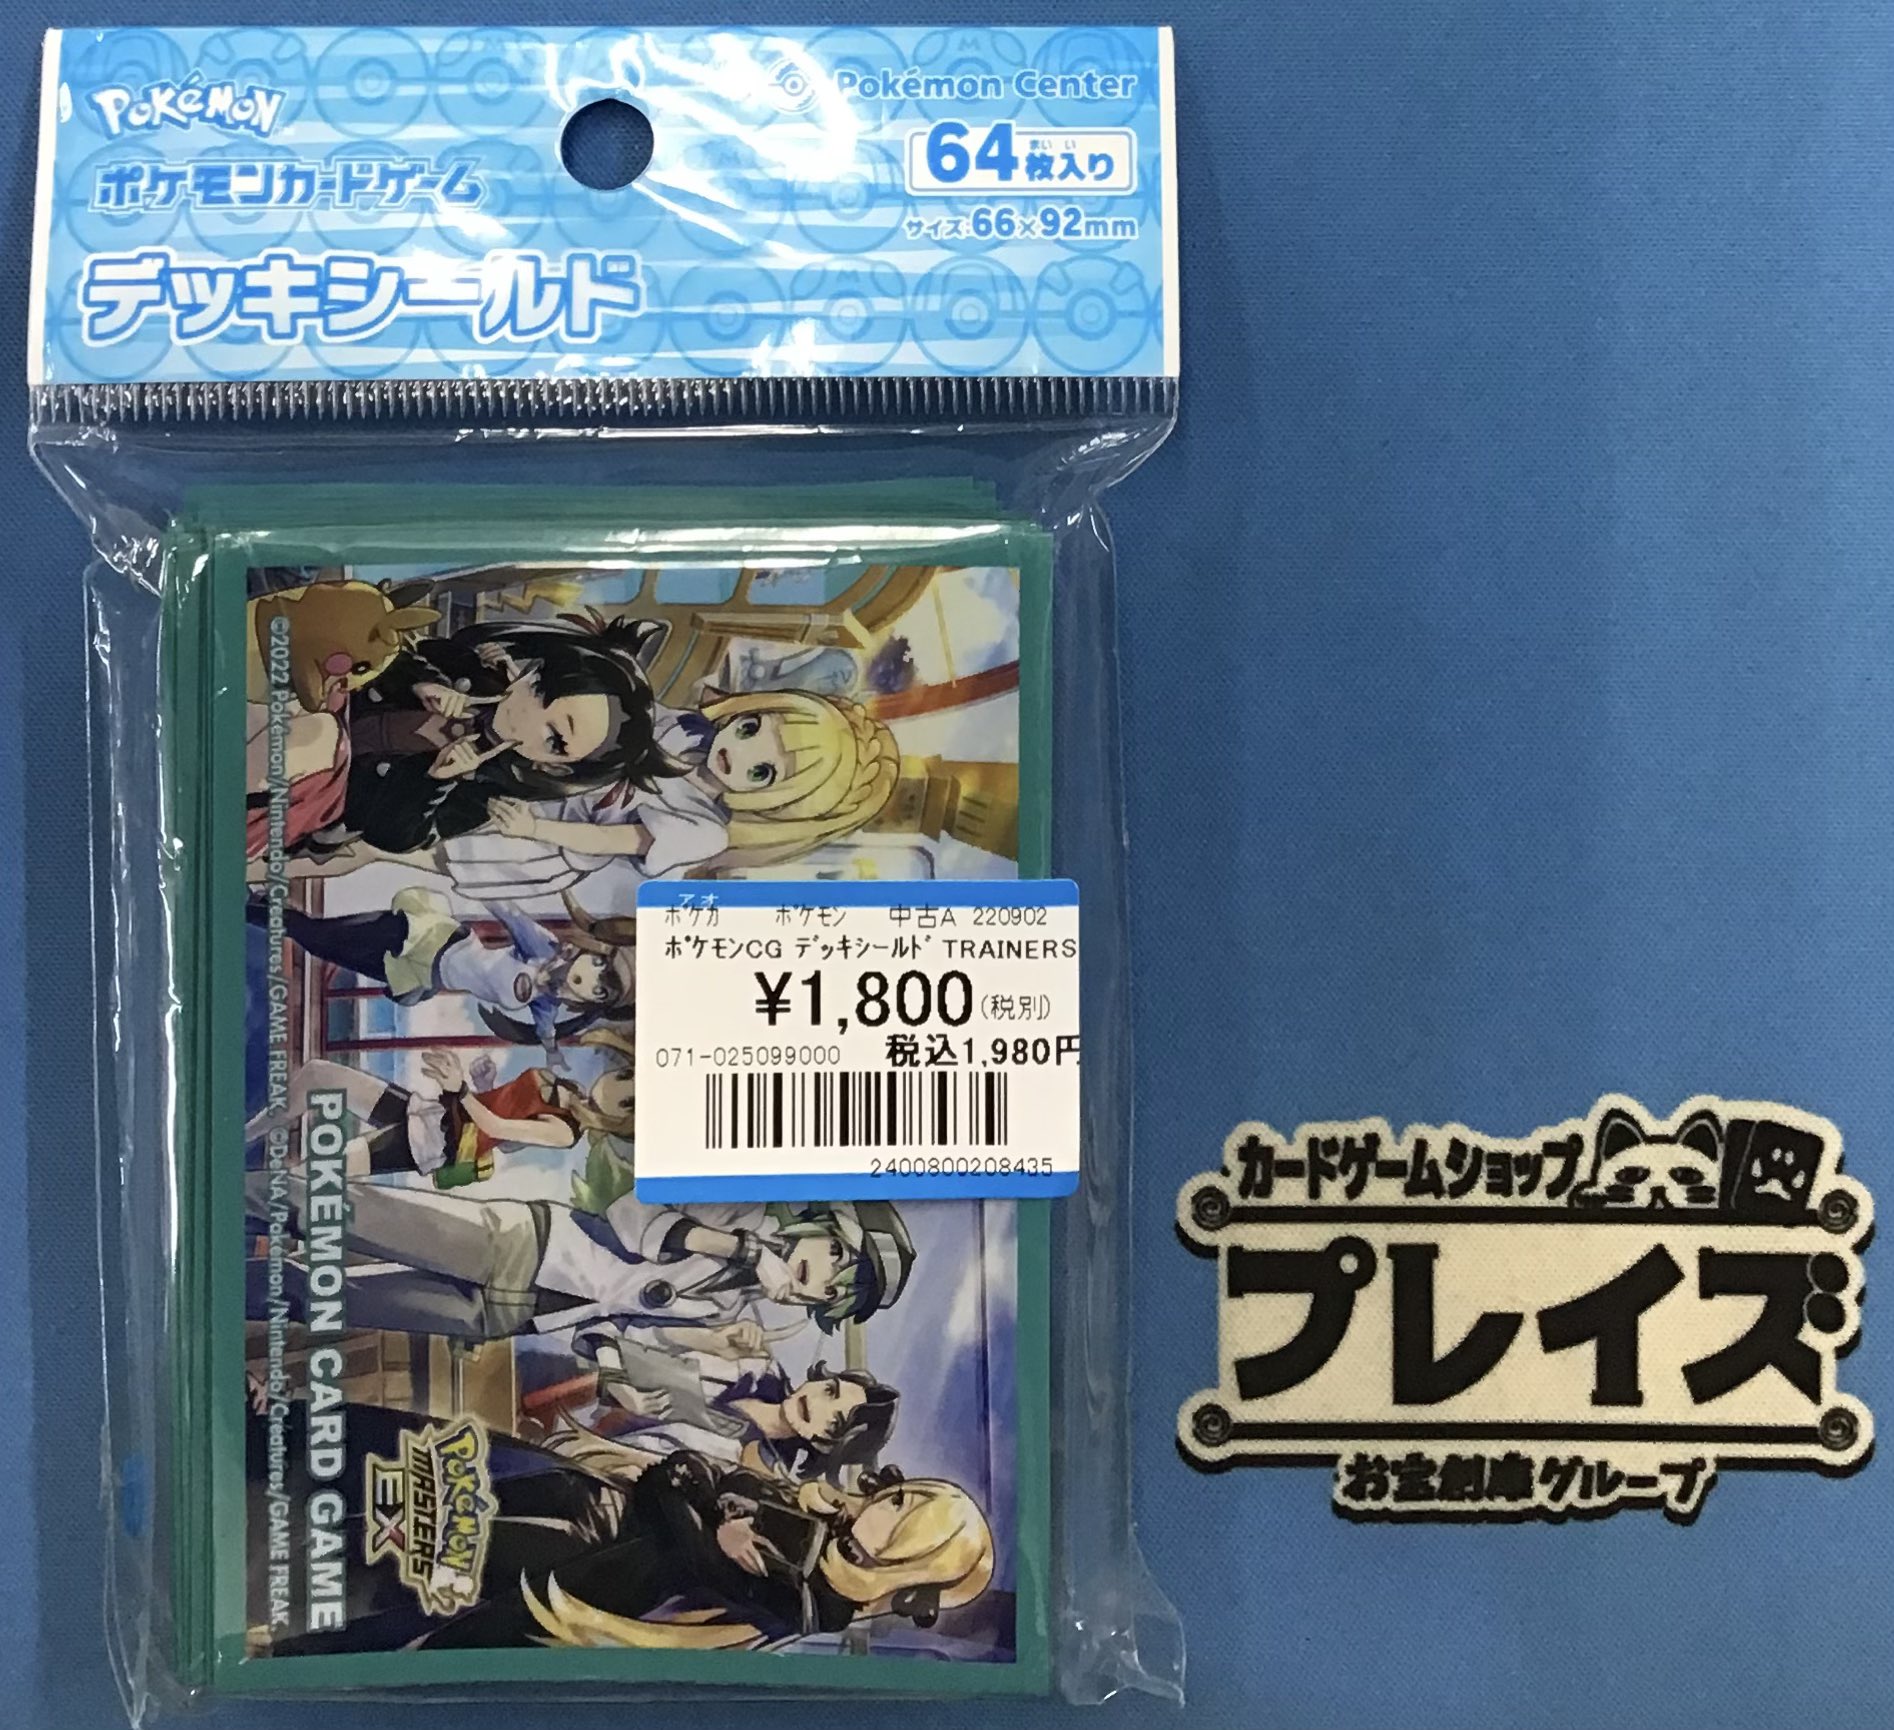 Pokémon
Pokémon Center
ポケモンカードゲーム
64枚入り
まい い
サイズ:66×92mm
デッキシールド
©2022 Pokémon/Nintendo/Creatures/GAME FREAK. ©DeNA/Pokémon/Nintendo/Creatures/GAME FREAK.
POKÉMON CARD GAME
POKÉMON
MASTERS
EX
アオ
ポケカ ポケモン 中古A 220902
ポケモンCG デッキシールド TRAINERS
¥1,800(税別)
071-025099000 税込1,980円
2400800208435
カードゲームショップ
プレイズ
お宝創庫グループ